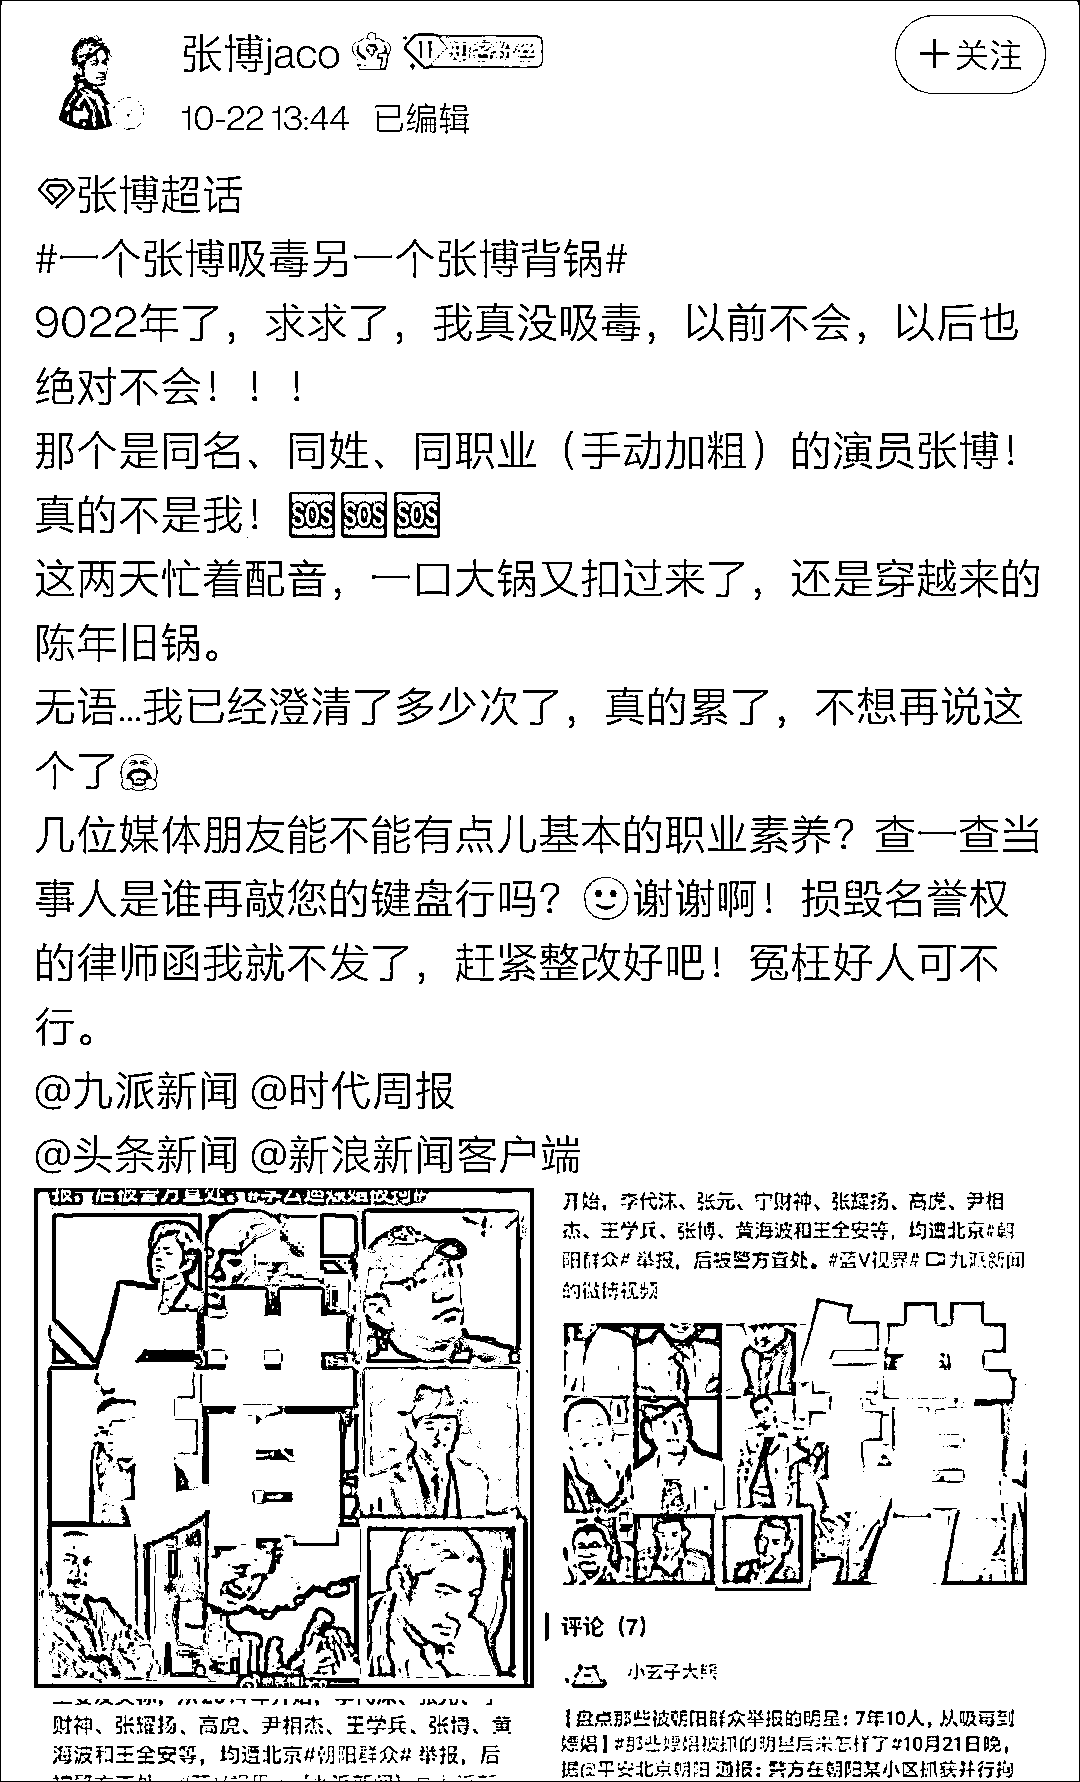 张博jaco
+关注
10-22 13:44 已编辑
张博超话
#一个张博吸毒另一个张博背锅#
9022年了，求求了，我真没吸毒，以前不会，以后也
绝对不会！！！
那个是同名、同姓、同职业（手动加粗）的演员张博！
真的不是我！🆘🆘🆘
这两天忙着配音，一口大锅又扣过来了，还是穿越来的
陈年旧锅。
无语...我已经澄清了多少次了，真的累了，不想再说这
个了😭
几位媒体朋友能不能有点儿基本的职业素养？查一查当
事人是谁再敲您的键盘行吗？🙂谢谢啊！损毁名誉权
的律师函我就不发了，赶紧整改好吧！冤枉好人可不
行。
@九派新闻 @时代周报
@头条新闻 @新浪新闻客户端
错误
财神、张耀扬、高虎、尹相杰、王学兵、张博、黄
海波和王全安等，均遭北京#朝阳群众# 举报，后
开始，李代沫、张元、宁财神、张耀扬、高虎、尹相
杰、王学兵、张博、黄海波和王全安等，均遭北京#朝
阳群众# 举报，后被警方查处。#蓝V视界# 九派新闻
的微博视频
错
评论（7）
小玄子大熊
【盘点那些被朝阳群众举报的明星：7年10人，从吸毒到
嫖娼】#那些嫖娼被抓的明星后来怎样了#10月21日晚，
据@平安北京朝阳 通报：警方在朝阳某小区抓获并行拘